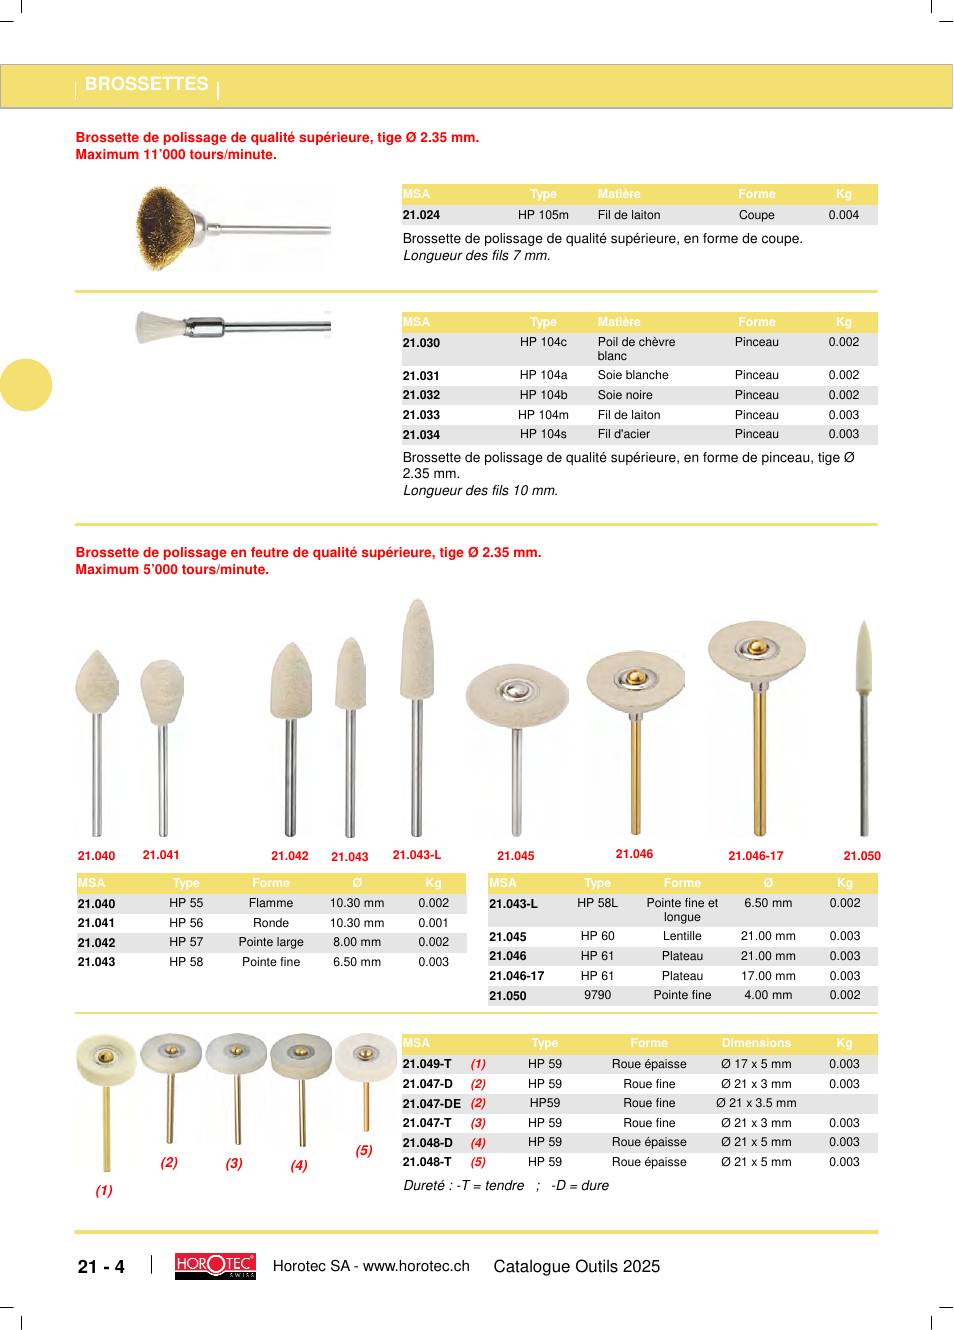 BROSSETTES
Brossette de polissage de qualité supérieure, tige Ø 2.35 mm.
Maximum 11'000 tours/minute.
MSA Type Matière Forme Kg
21.024 HP 105m Fil de laiton Coupe 0.004
Brossette de polissage de qualité supérieure, en forme de coupe.
Longueur des fils 7 mm.
MSA Type Matière Forme Kg
21.030 HP 104c Poil de chèvre Pinceau 0.002
blanc
21.031 HP 104a Soie blanche Pinceau 0.002
21.032 HP 104b Soie noire Pinceau 0.002
21.033 HP 104m Fil de laiton Pinceau 0.003
21.034 HP 104s Fil d'acier Pinceau 0.003
Brossette de polissage de qualité supérieure, en forme de pinceau, tige Ø
2.35 mm.
Longueur des fils 10 mm.
Brossette de polissage en feutre de qualité supérieure, tige Ø 2.35 mm.
Maximum 5'000 tours/minute.
21.040 21.041 21.042 21.043 21.043-L 21.045 21.046 21.046-17 21.050
MSA Type Forme Ø Kg
21.040 HP 55 Flamme 10.30 mm 0.002
21.041 HP 56 Ronde 10.30 mm 0.001
21.042 HP 57 Pointe large 8.00 mm 0.002
21.043 HP 58 Pointe fine 6.50 mm 0.003
MSA Type Forme Ø Kg
21.043-L HP 58L Pointe fine et 6.50 mm 0.002
longue
21.045 HP 60 Lentille 21.00 mm 0.003
21.046 HP 61 Plateau 21.00 mm 0.003
21.046-17 HP 61 Plateau 17.00 mm 0.003
21.050 9790 Pointe fine 4.00 mm 0.002
(1) (2) (3) (4) (5)
MSA Type Forme Dimensions Kg
21.049-T (1) HP 59 Roue épaisse Ø 17 x 5 mm 0.003
21.047-D (2) HP 59 Roue fine Ø 21 x 3 mm 0.003
21.047-DE (2) HP59 Roue fine Ø 21 x 3.5 mm
21.047-T (3) HP 59 Roue fine Ø 21 x 3 mm 0.003
21.048-D (4) HP 59 Roue épaisse Ø 21 x 5 mm 0.003
21.048-T (5) HP 59 Roue épaisse Ø 21 x 5 mm 0.003
Dureté : -T = tendre ; -D = dure
21 - 4 HOROTEC® SWISS Horotec SA - www.horotec.ch Catalogue Outils 2025